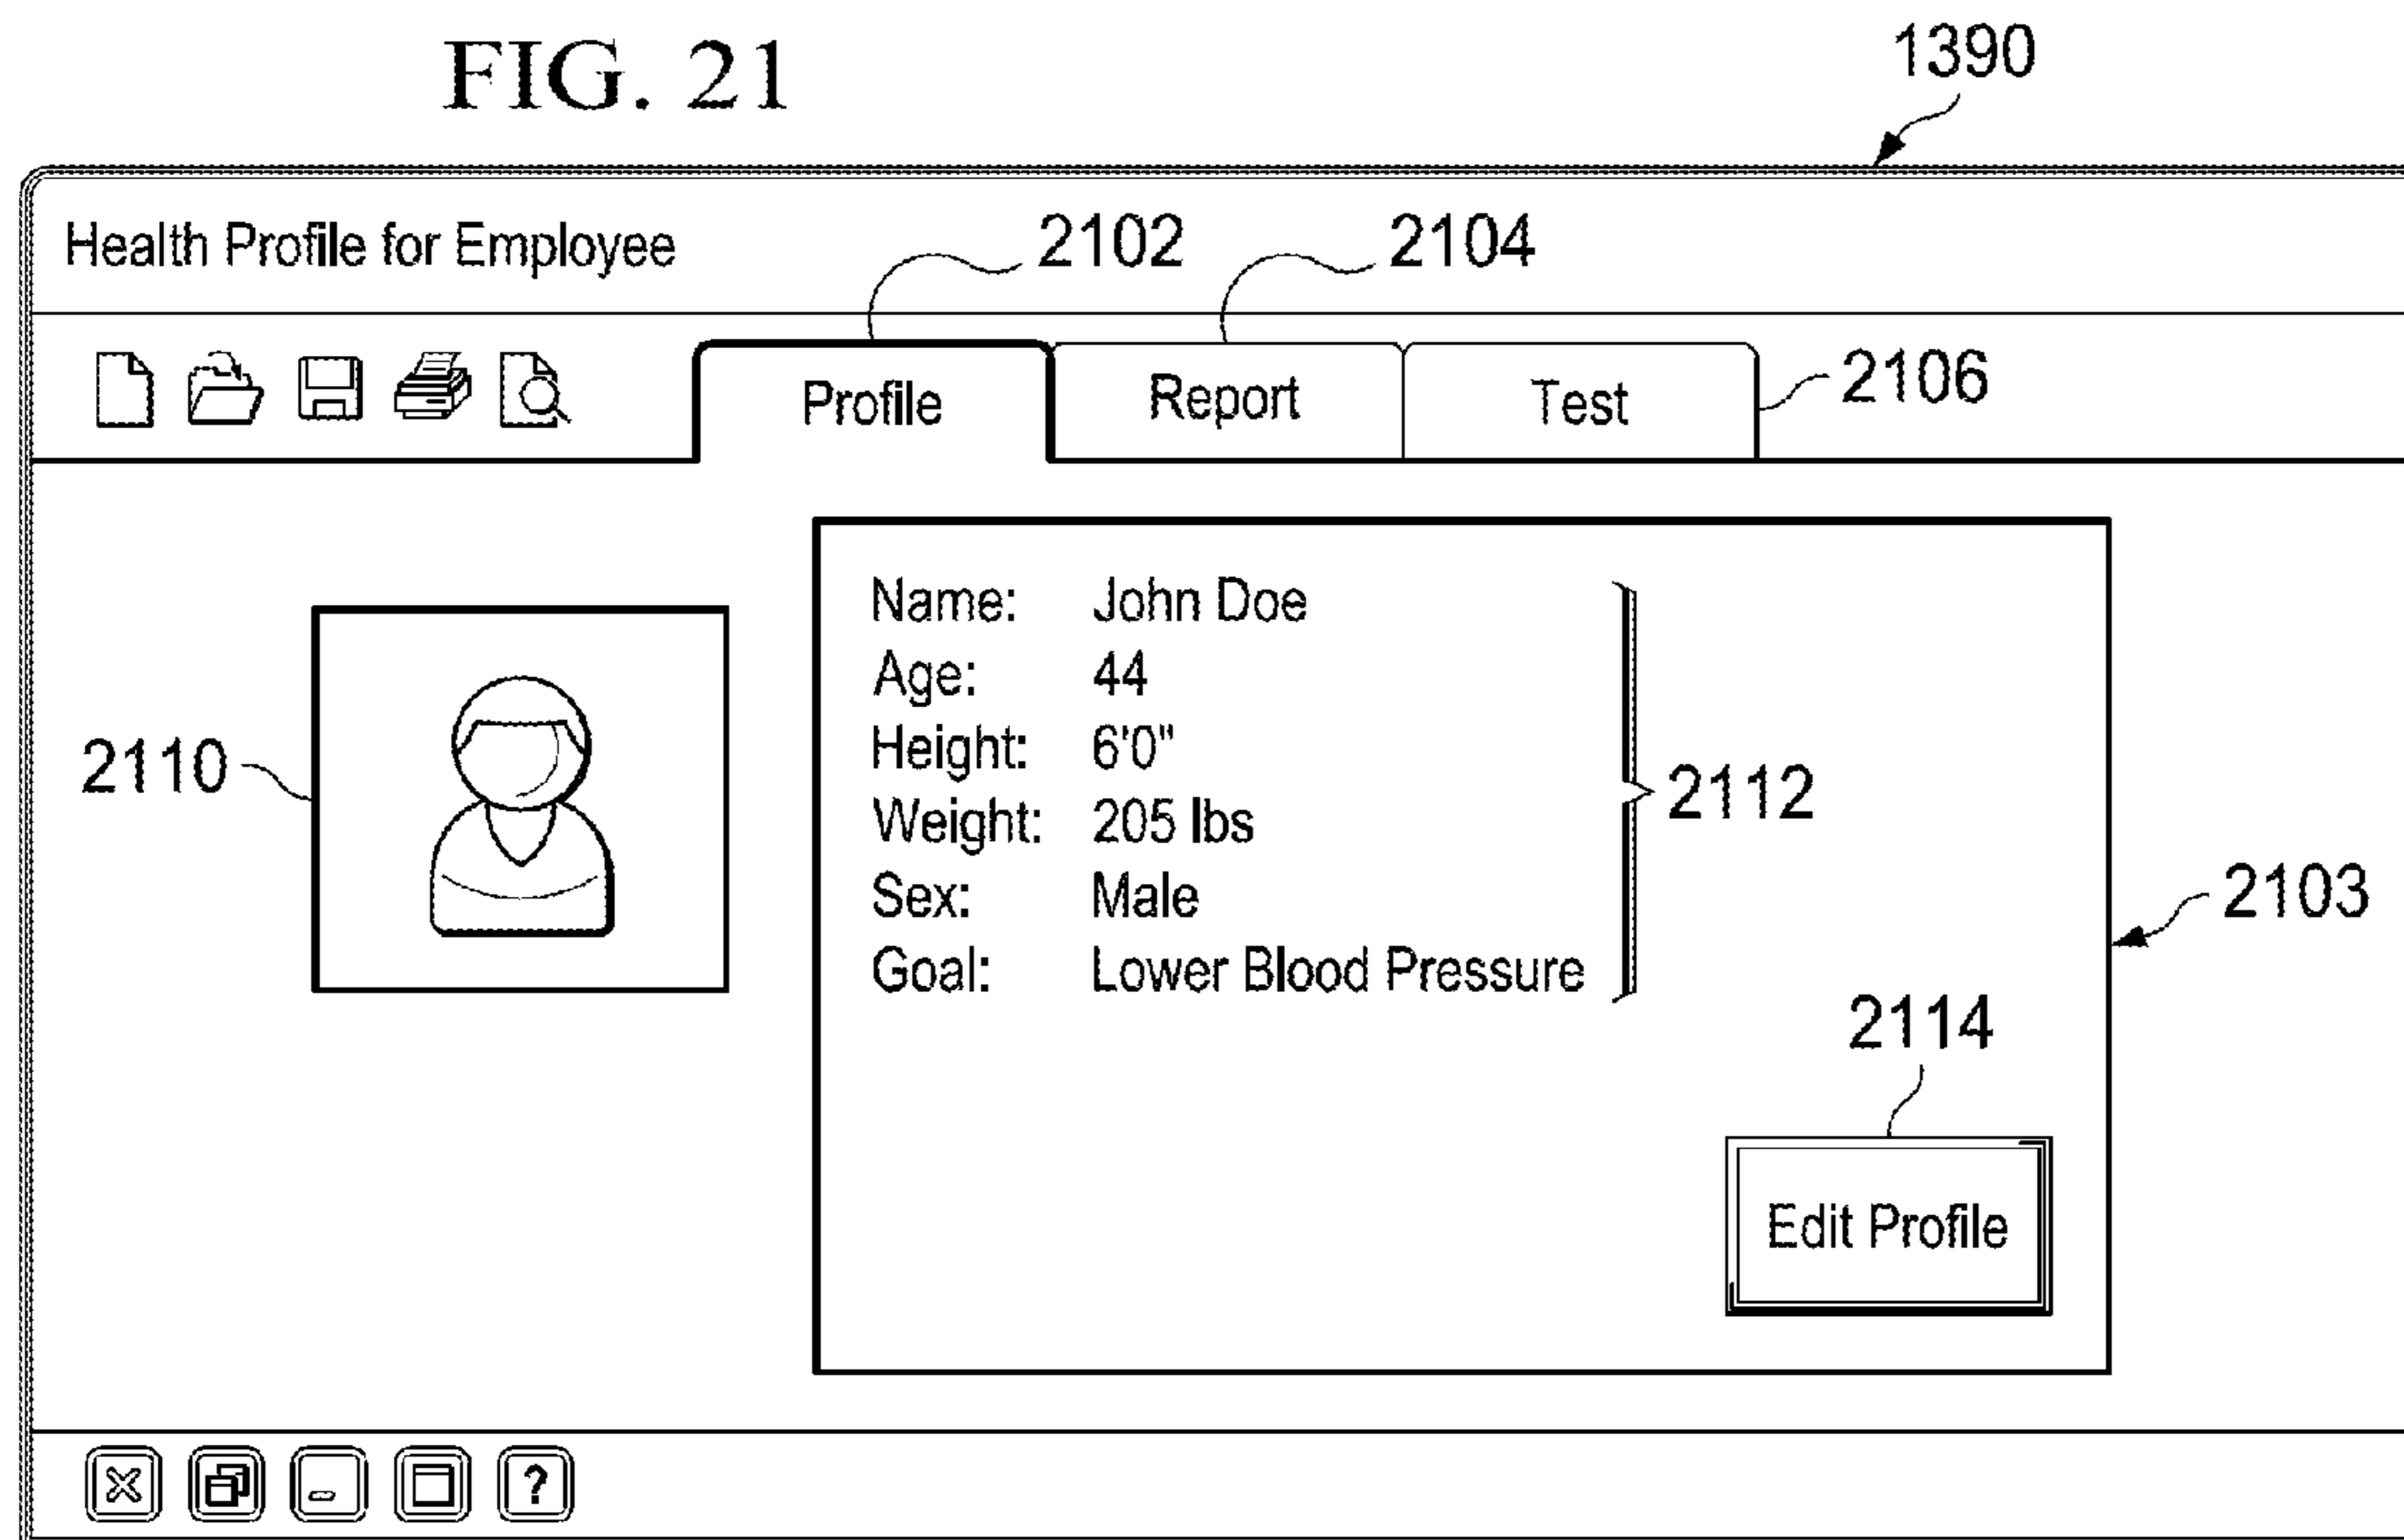 FIG. 21
1390
Health Profile for Employee
2102
2104
Profile
Report
Test
2106
Name: John Doe
Age: 44
Height: 6'0"
Weight: 205 lbs
Sex: Male
Goal: Lower Blood Pressure
2110
2112
2103
2114
Edit Profile
?